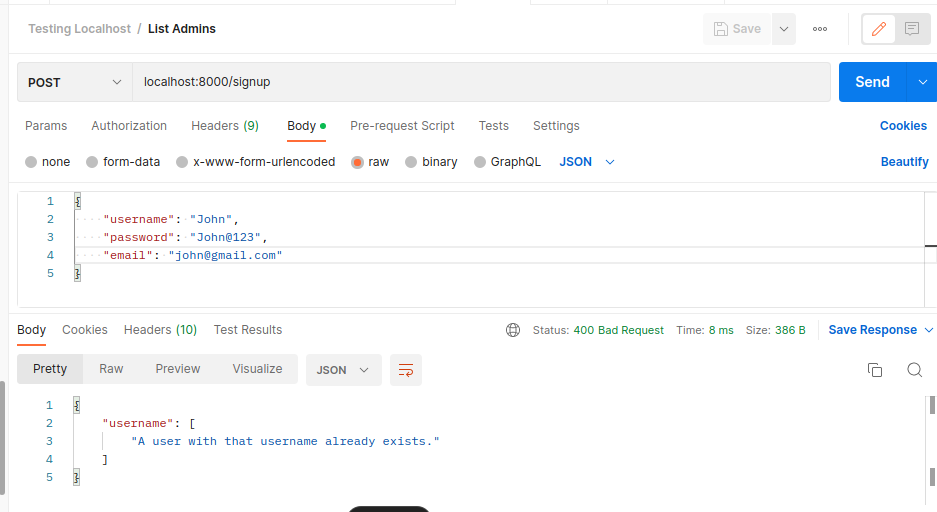 Testing Localhost / List Admins
Save
POST localhost:8000/signup Send
Params Authorization Headers (9) Body Pre-request Script Tests Settings Cookies
none form-data x-www-form-urlencoded raw binary GraphQL JSON Beautify
1 {
2 "username": "John",
3 "password": "John@123",
4 "email": "john@gmail.com"
5 }
Body Cookies Headers (10) Test Results Status: 400 Bad Request Time: 8 ms Size: 386 B Save Response
Pretty Raw Preview Visualize JSON
1 {
2 "username": [
3 "A user with that username already exists."
4 ]
5 }